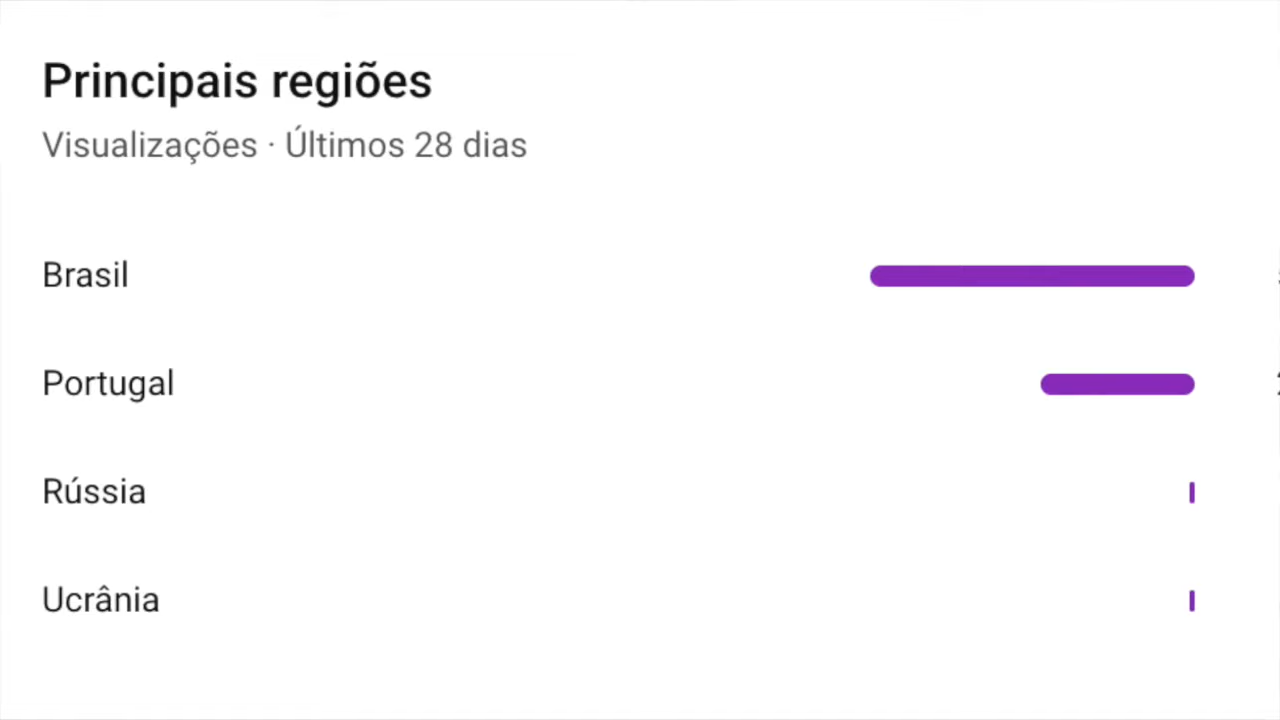 Principais regiões
Visualizações · Últimos 28 dias
Brasil
Portugal
Rússia
Ucrânia